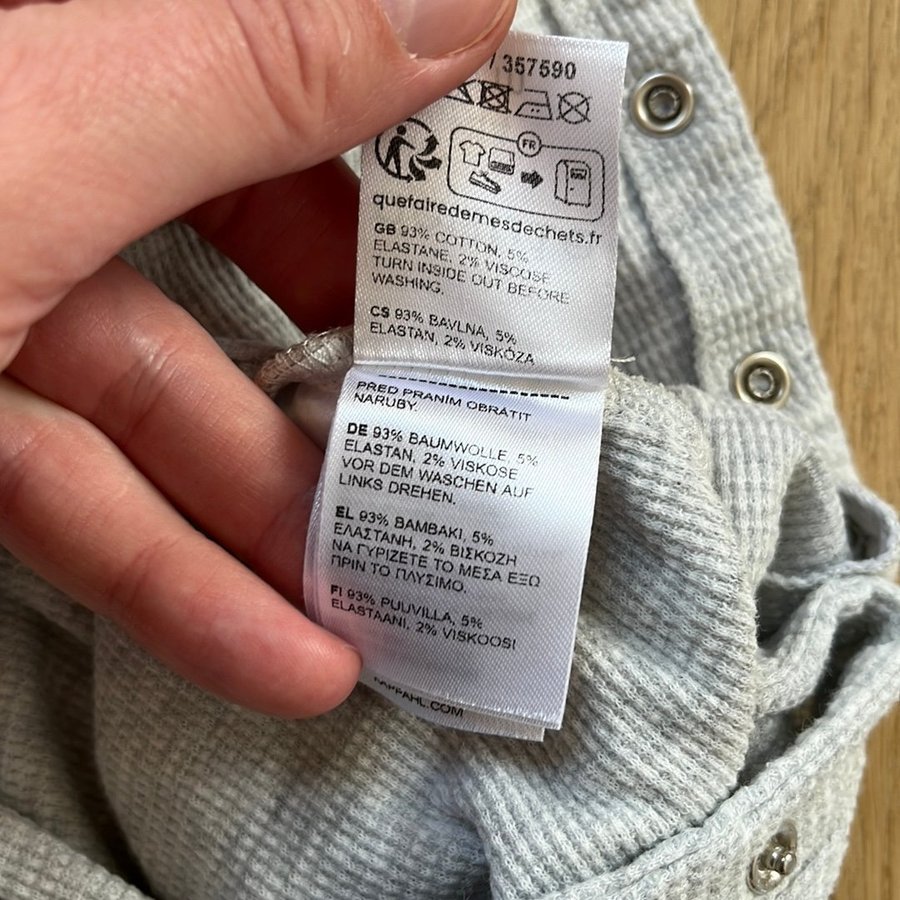 / 357590
FR
quefairedemesdechets.fr
GB 93% COTTON, 5%
ELASTANE, 2% VISCOSE
TURN INSIDE OUT BEFORE
WASHING.
CS 93% BAVLNA, 5%
ELASTAN, 2% VISKÓZA
PŘED PRANÍM OBRÁTIT
NARUBY.
DE 93% BAUMWOLLE, 5%
ELASTAN, 2% VISKOSE
VOR DEM WASCHEN AUF
LINKS DREHEN.
EL 93% ΒΑΜΒΑΚΙ, 5%
ΕΛΑΣΤΑΝΗ, 2% ΒΙΣΚΟΖΗ
ΝΑ ΓΥΡΙΖΕΤΕ ΤΟ ΜΕΣΑ ΕΞΩ
ΠΡΙΝ ΤΟ ΠΛΥΣΙΜΟ.
FI 93% PUUVILLA, 5%
ELASTAANI, 2% VISKOOSI
KAPPAHL.COM